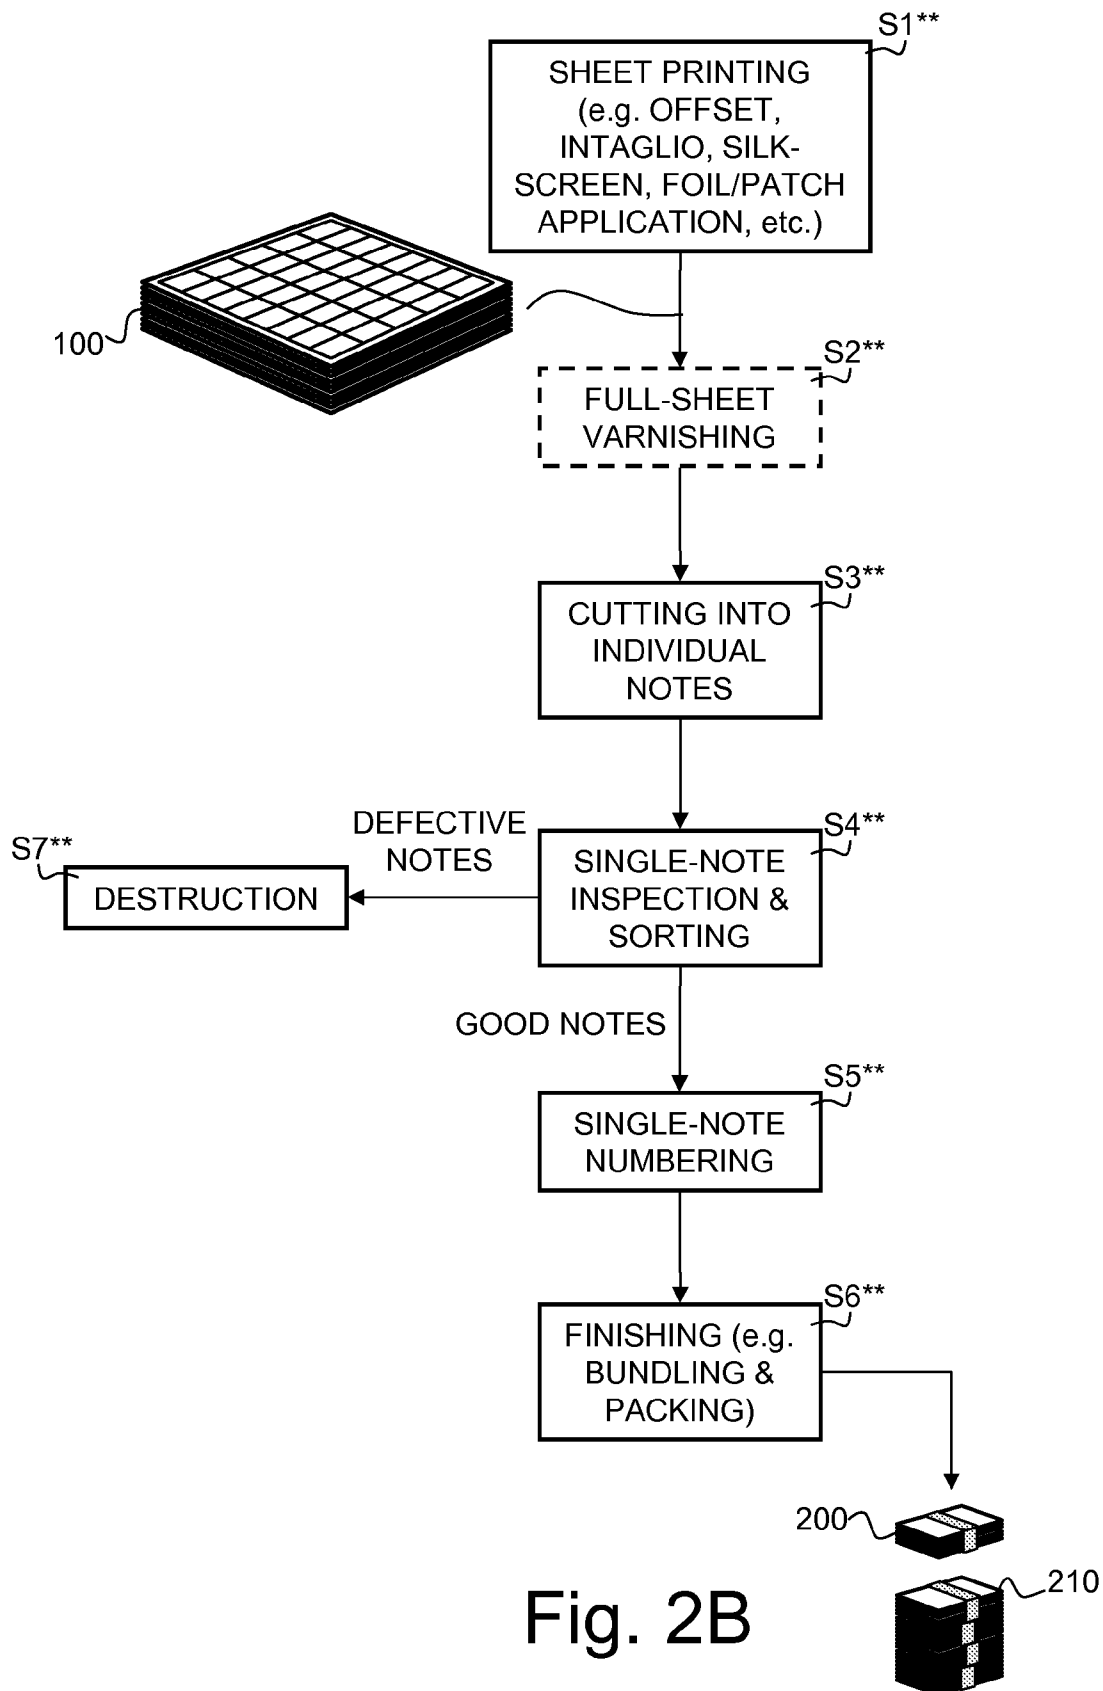 S1**
SHEET PRINTING
(e.g. OFFSET,
INTAGLIO, SILK-
SCREEN, FOIL/PATCH
APPLICATION, etc.)
100
S2**
FULL-SHEET
VARNISHING
S3**
CUTTING INTO
INDIVIDUAL
NOTES
S7**
DESTRUCTION
DEFECTIVE
NOTES
S4**
SINGLE-NOTE
INSPECTION &
SORTING
GOOD NOTES
S5**
SINGLE-NOTE
NUMBERING
S6**
FINISHING (e.g.
BUNDLING &
PACKING)
200
210
Fig. 2B